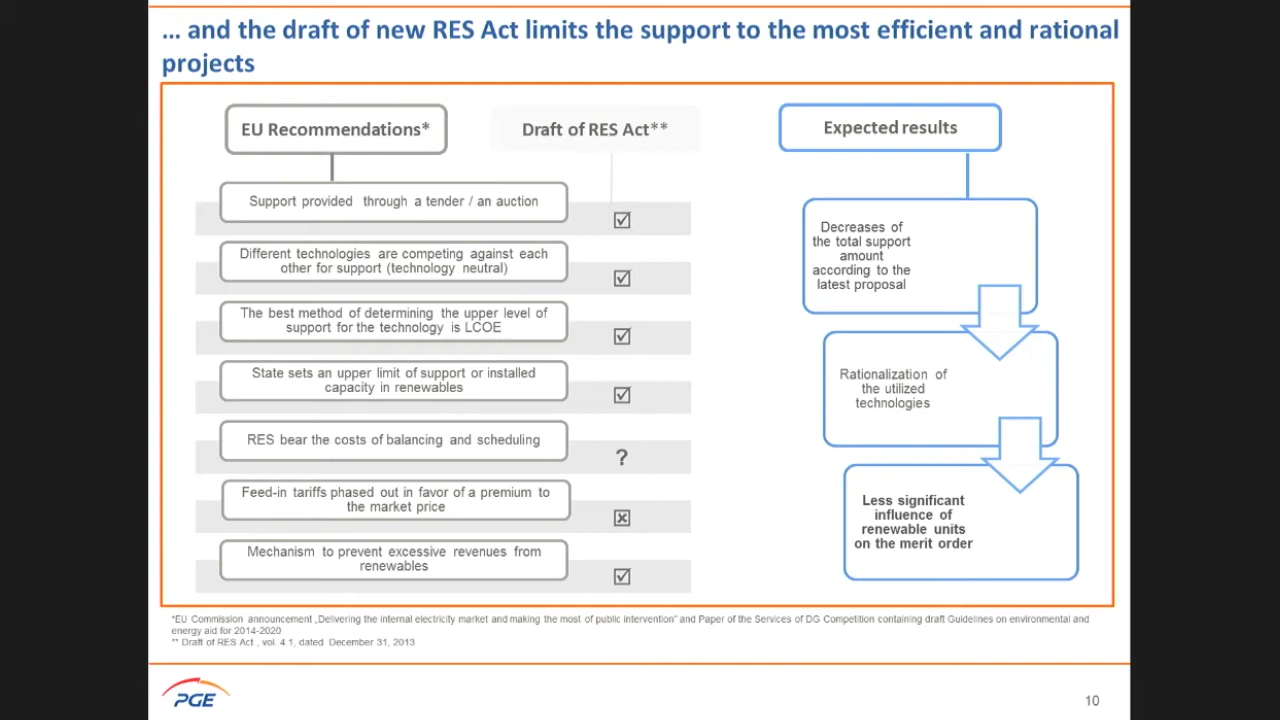 ... and the draft of new RES Act limits the support to the most efficient and rational
projects
EU Recommendations*
Draft of RES Act**
Expected results
Support provided through a tender / an auction
Different technologies are competing against each
other for support (technology neutral)
The best method of determining the upper level of
support for the technology is LCOE
State sets an upper limit of support or installed
capacity in renewables
RES bear the costs of balancing and scheduling
?
Feed-in tariffs phased out in favor of a premium to
the market price
Mechanism to prevent excessive revenues from
renewables
Decreases of
the total support
amount
according to the
latest proposal
Rationalization of
the utilized
technologies
Less significant
influence of
renewable units
on the merit order
*EU Commission announcement „Delivering the internal electricity market and making the most of public intervention" and Paper of the Services of DG Competition containing draft Guidelines on environmental and
energy aid for 2014-2020
** Draft of RES Act , vol. 4.1, dated December 31, 2013
PGE
10